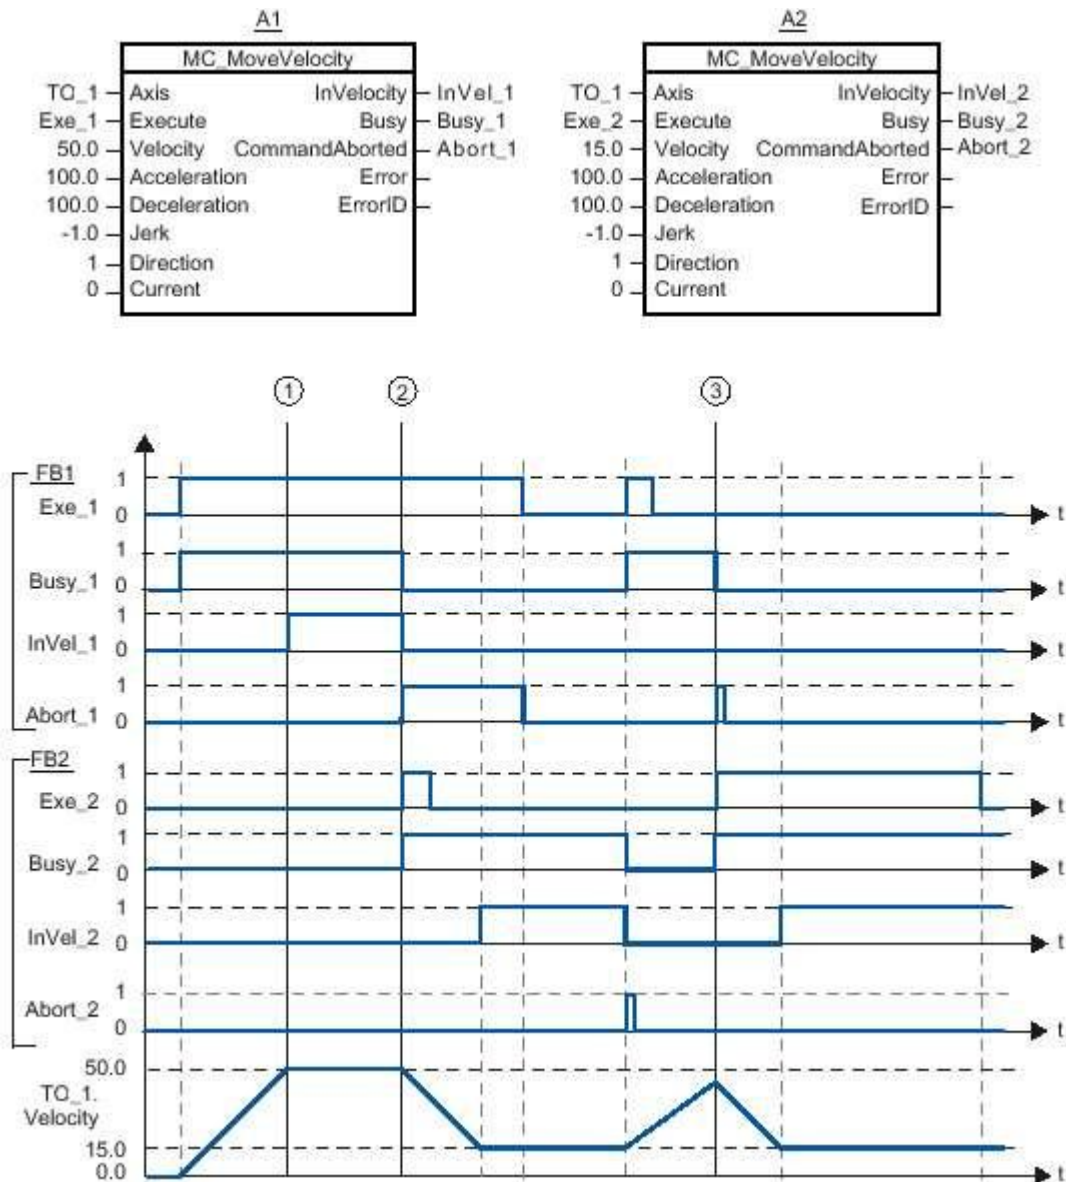 A1
MC_MoveVelocity
TO_1 Axis InVelocity InVel_1
Exe_1 Execute Busy Busy_1
50.0 Velocity CommandAborted Abort_1
100.0 Acceleration Error
100.0 Deceleration ErrorID
-1.0 Jerk
1 Direction
0 Current
A2
MC_MoveVelocity
TO_1 Axis InVelocity InVel_2
Exe_2 Execute Busy Busy_2
15.0 Velocity CommandAborted Abort_2
100.0 Acceleration Error
100.0 Deceleration ErrorID
-1.0 Jerk
1 Direction
0 Current
1 2 3
FB1
1
Exe_1 0 t
1
Busy_1 0 t
1
InVel_1 0 t
1
Abort_1 0 t
FB2
1
Exe_2 0 t
1
Busy_2 0 t
1
InVel_2 0 t
1
Abort_2 0 t
50.0
TO_1.
Velocity
15.0
0.0 t